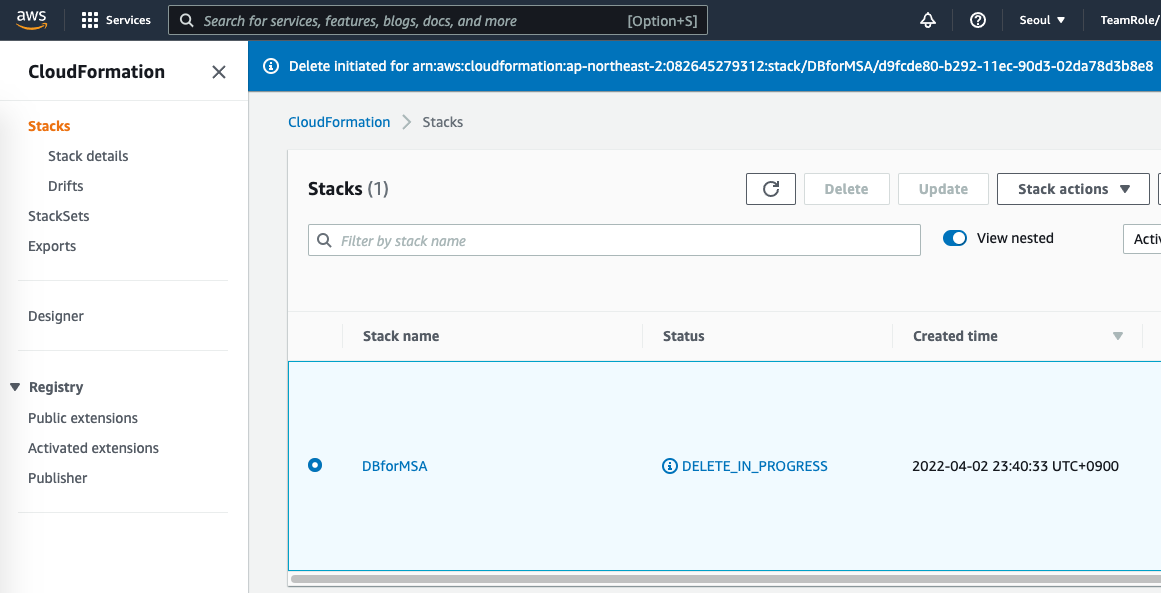 aws
Services
Search for services, features, blogs, docs, and more
[Option+S]
Seoul ▼
TeamRole/
CloudFormation
Delete initiated for arn:aws:cloudformation:ap-northeast-2:082645279312:stack/DBforMSA/d9fcde80-b292-11ec-90d3-02da78d3b8e8
Stacks
Stack details
Drifts
StackSets
Exports
Designer
Registry
Public extensions
Activated extensions
Publisher
CloudFormation > Stacks
Stacks (1)
Delete
Update
Stack actions ▼
Filter by stack name
View nested
Activ
Stack name
Status
Created time
DBforMSA
DELETE_IN_PROGRESS
2022-04-02 23:40:33 UTC+0900